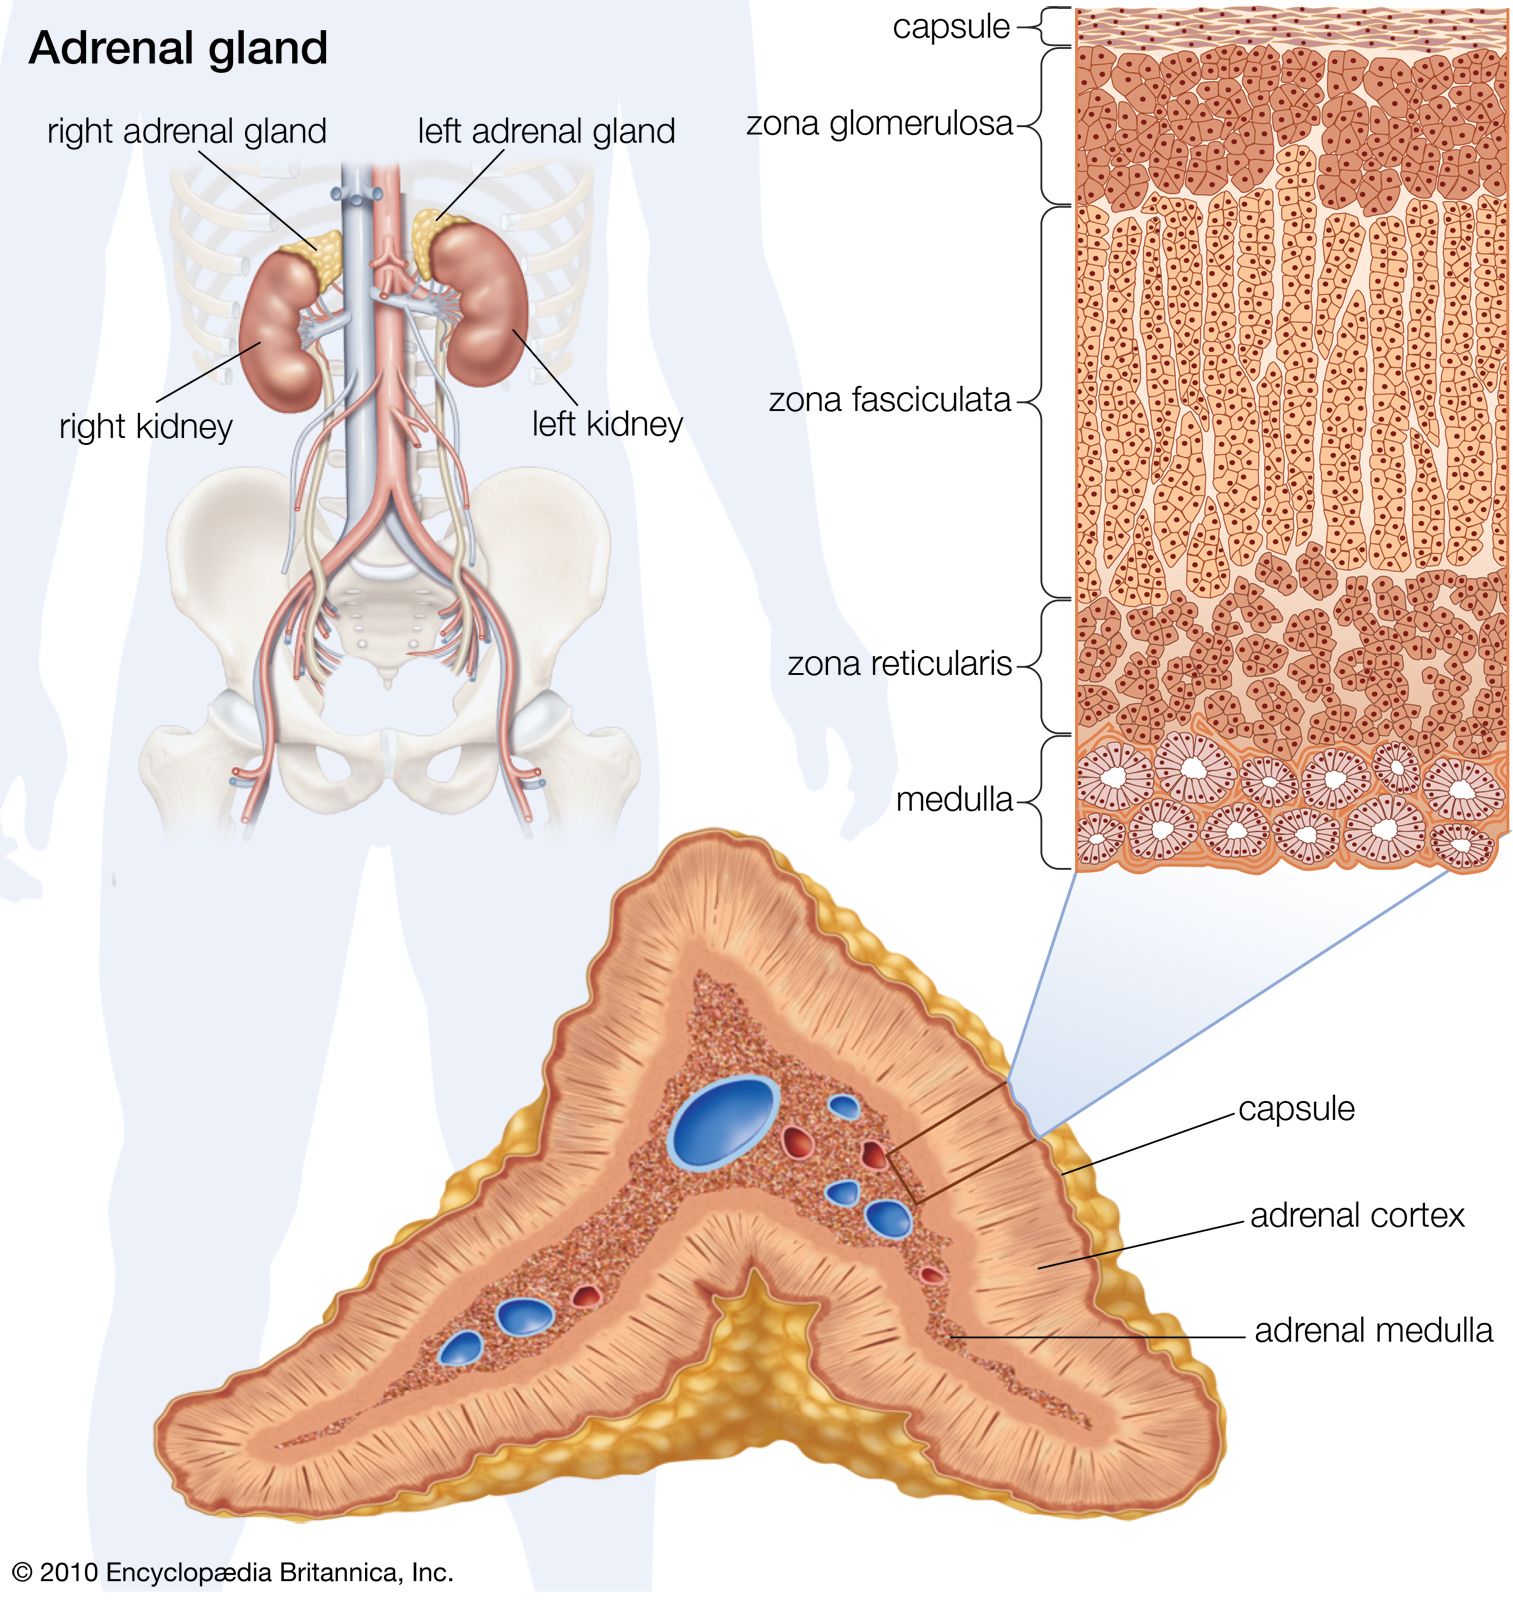 Adrenal gland
right adrenal gland
left adrenal gland
right kidney
left kidney
capsule
zona glomerulosa
zona fasciculata
zona reticularis
medulla
capsule
adrenal cortex
adrenal medulla
© 2010 Encyclopædia Britannica, Inc.